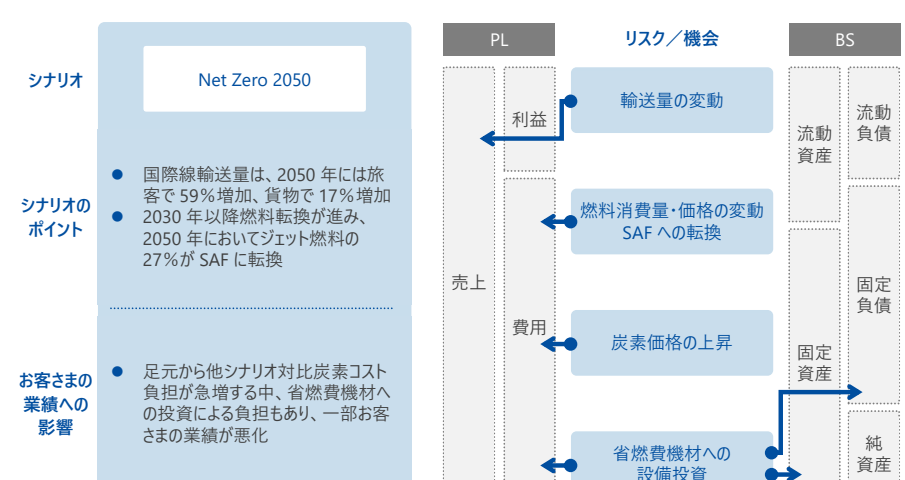 シナリオ
Net Zero 2050
シナリオの
ポイント
● 国際線輸送量は、2050 年には旅
客で 59％増加、貨物で 17％増加
● 2030 年以降燃料転換が進み、
2050 年においてジェット燃料の
27％が SAF に転換
お客さまの
業績への
影響
● 足元から他シナリオ対比炭素コスト
負担が急増する中、省燃費機材へ
の投資による負担もあり、一部お客
さまの業績が悪化
PL
リスク／機会
BS
売上
利益
費用
輸送量の変動
燃料消費量・価格の変動
SAF への転換
炭素価格の上昇
省燃費機材への
設備投資
流動
資産
固定
資産
流動
負債
固定
負債
純
資産